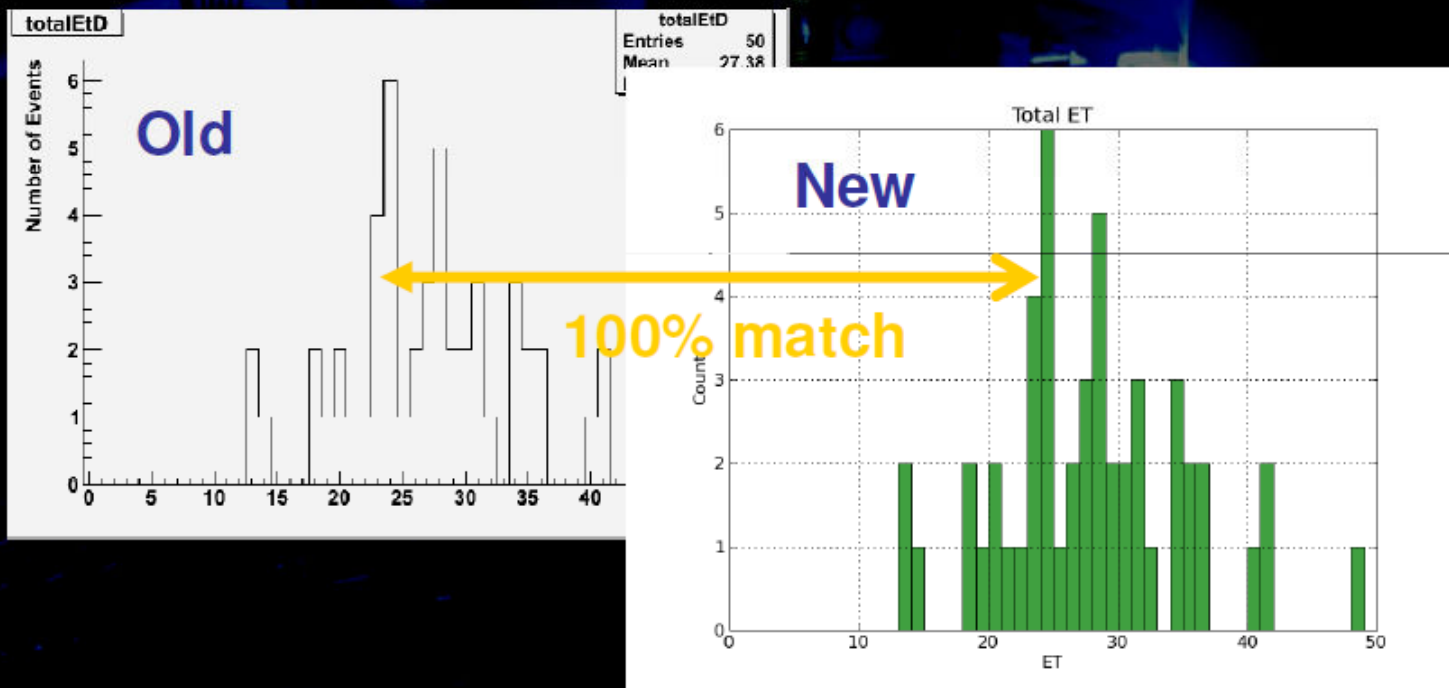 totalEtD
totalEtD
Entries 50
Mean 27.38
Number of Events
6
5
4
3
2
1
0
0 5 10 15 20 25 30 35 40
Old
Total ET
New
100% match
Count
6
5
4
3
2
1
0
0 10 20 30 40 50
ET